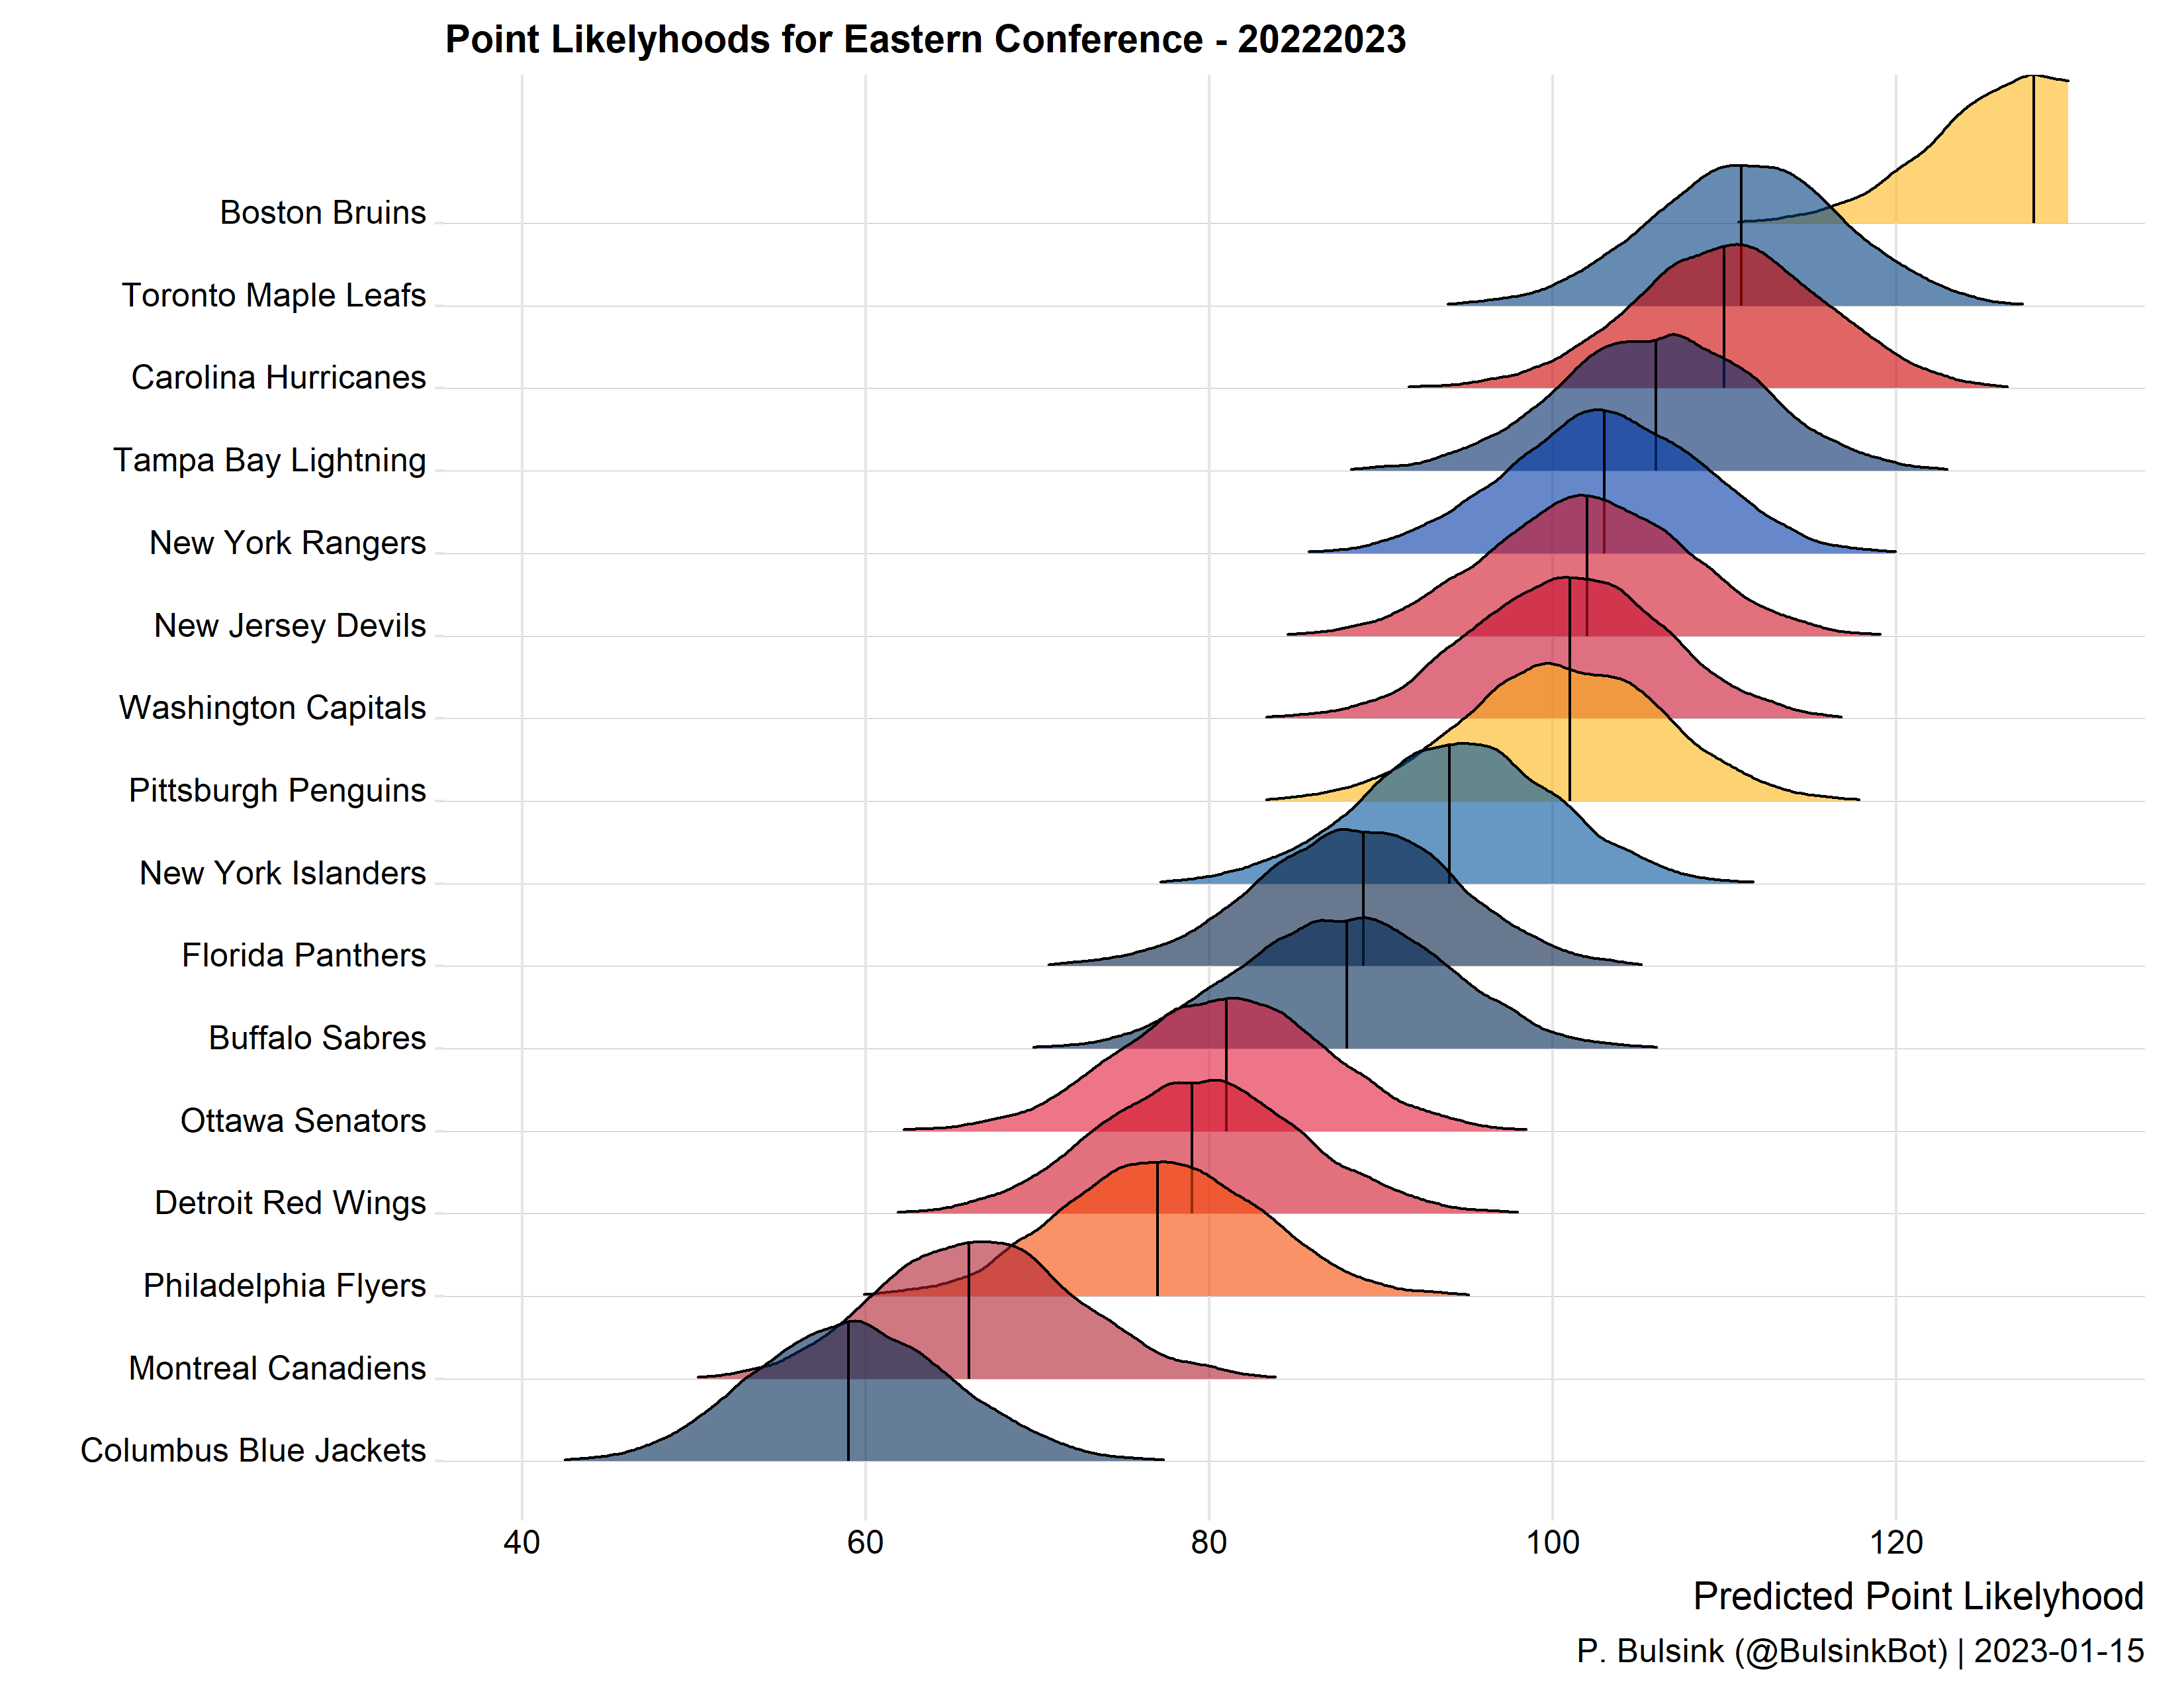 Point Likelyhoods for Eastern Conference - 20222023
Boston Bruins
Toronto Maple Leafs
Carolina Hurricanes
Tampa Bay Lightning
New York Rangers
New Jersey Devils
Washington Capitals
Pittsburgh Penguins
New York Islanders
Florida Panthers
Buffalo Sabres
Ottawa Senators
Detroit Red Wings
Philadelphia Flyers
Montreal Canadiens
Columbus Blue Jackets
40 60 80 100 120
Predicted Point Likelyhood
P. Bulsink (@BulsinkBot) | 2023-01-15